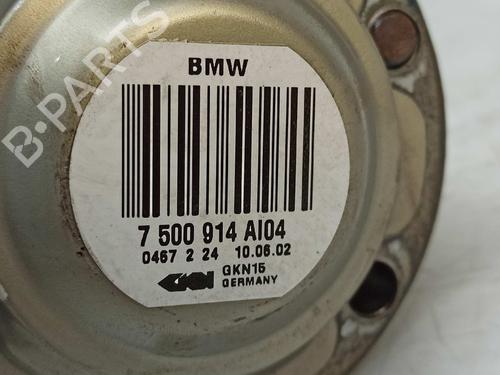 B-PARTS
BMW
7 500 914 AI04
0467 2 24 10.06.02
GKN15
GERMANY